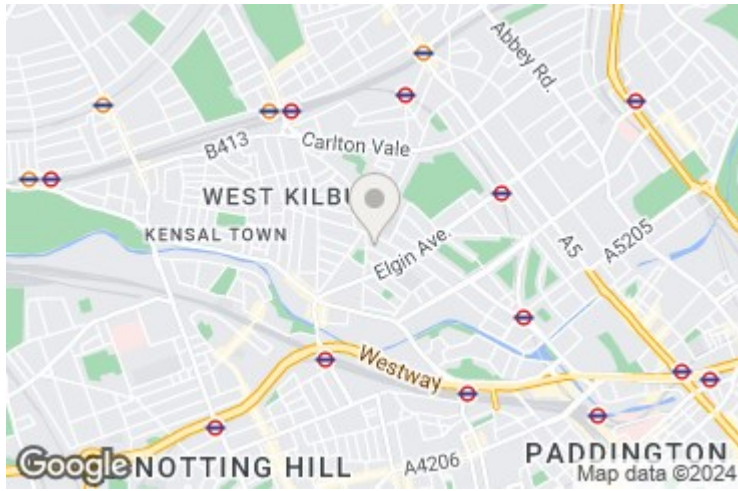 Abbey Rd.
B413
Carlton Vale
WEST KILBU
KENSAL TOWN
Elgin Ave.
A5
A5205
Westway
Google
NOTTING HILL
A4206
PADDINGTON
Map data ©2024